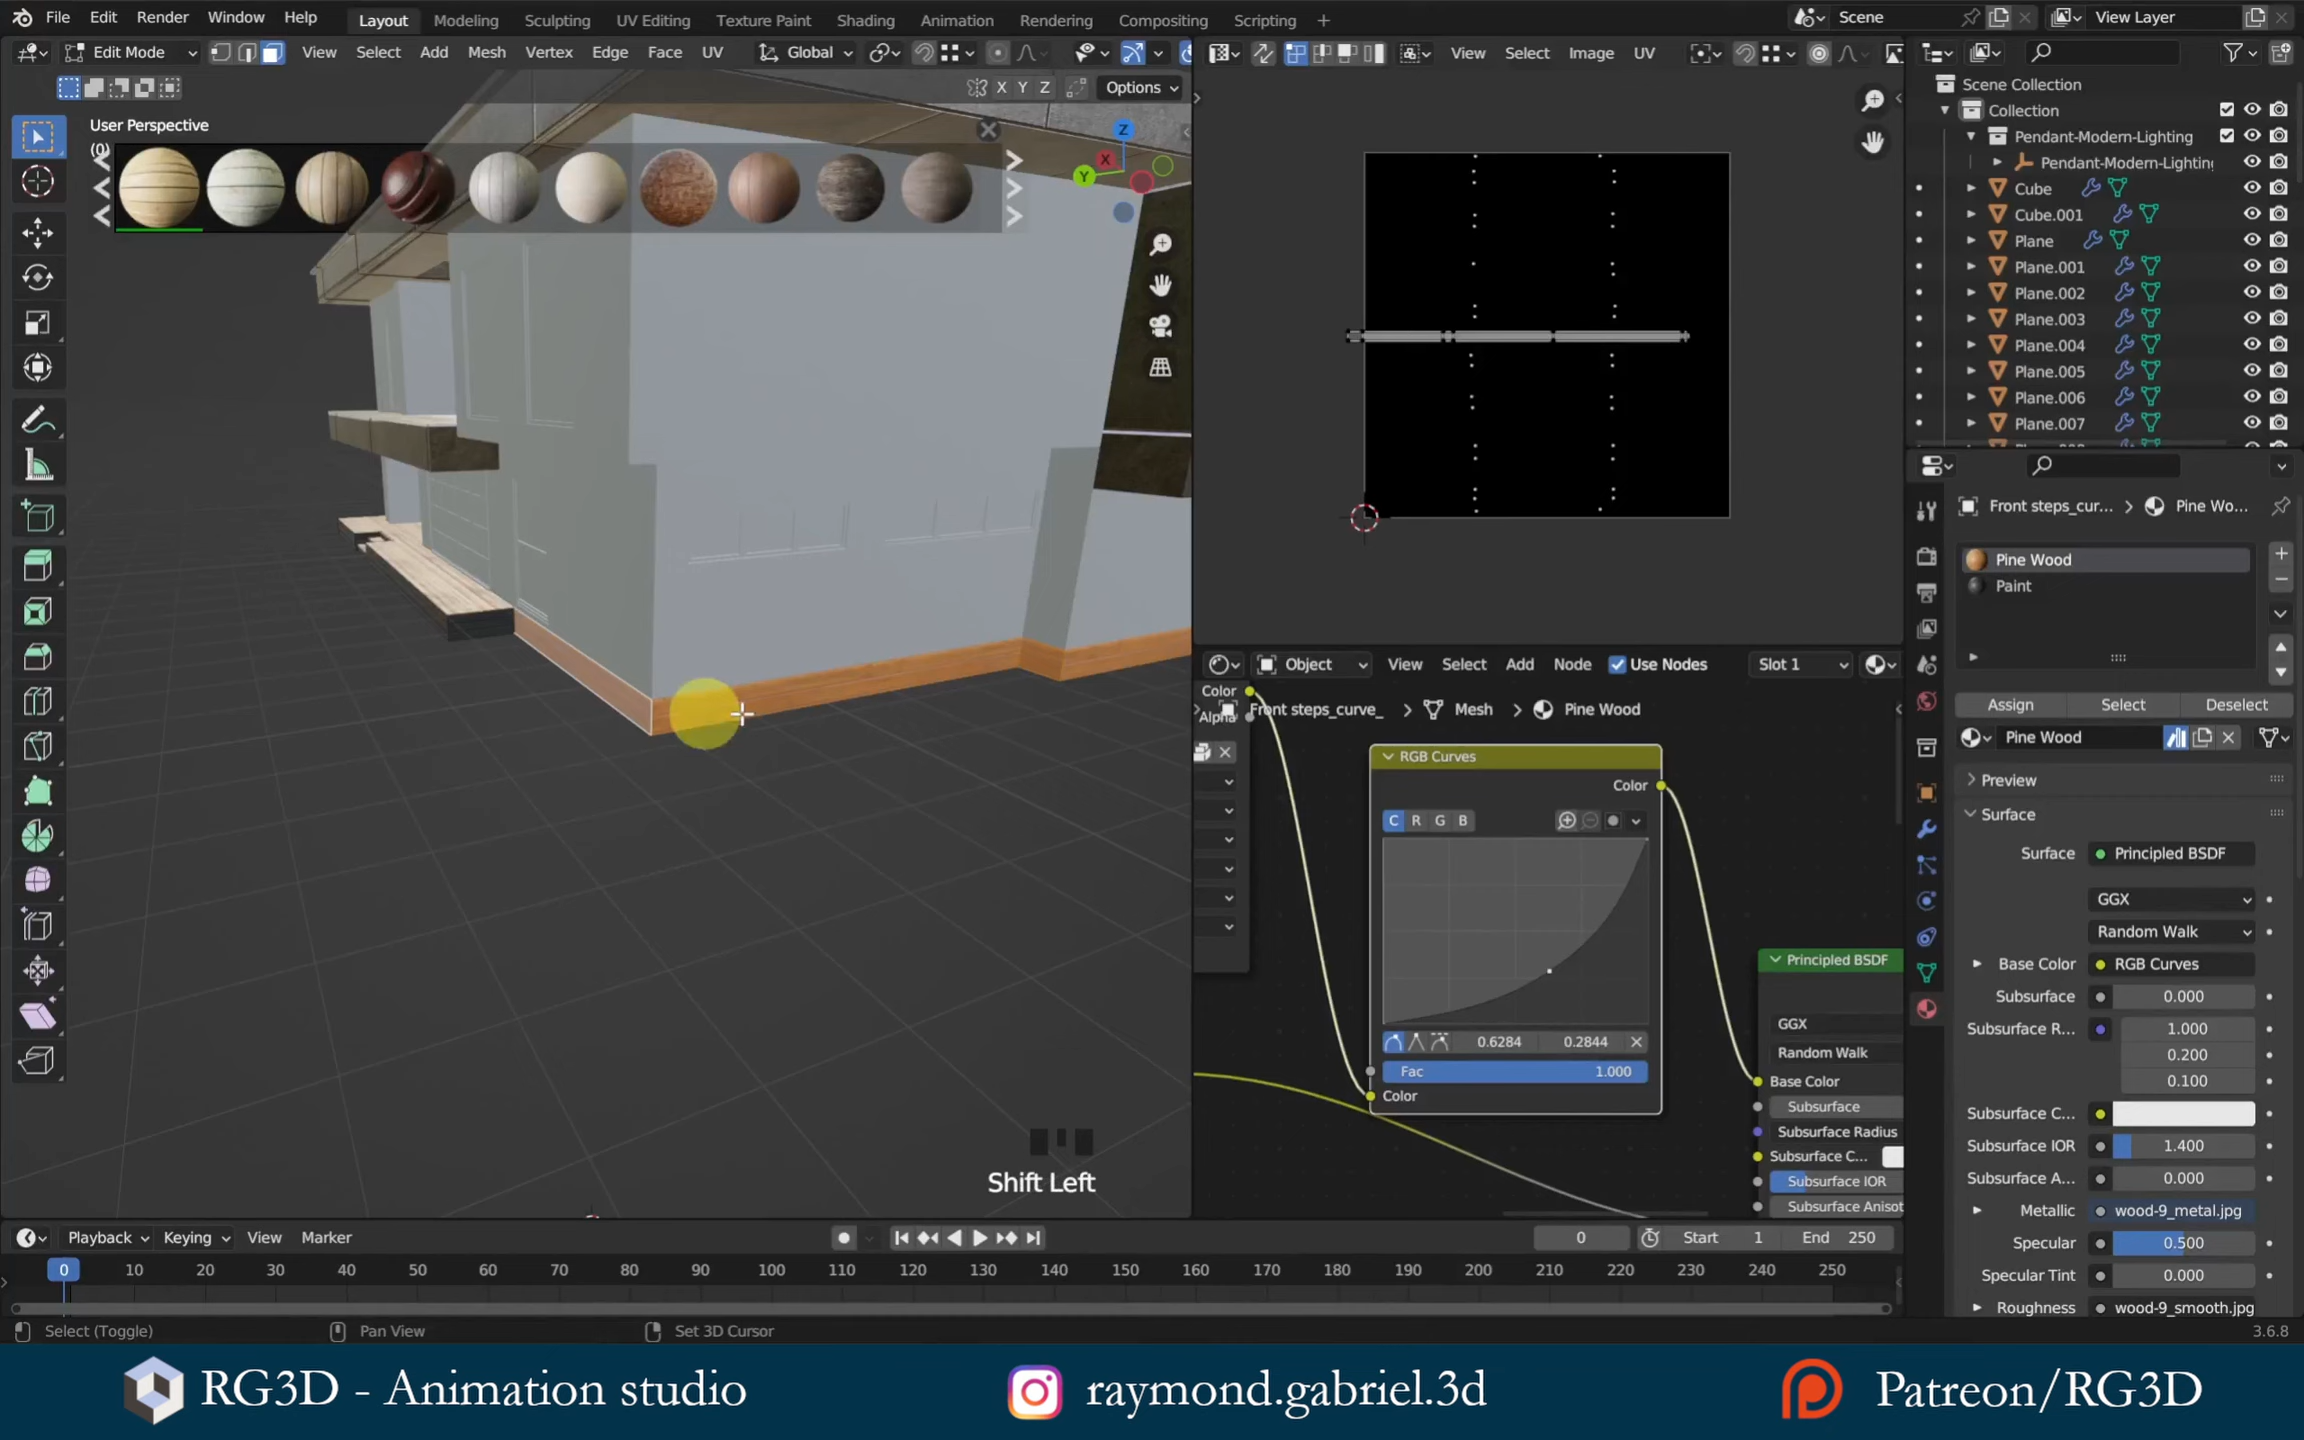 File Edit Render Window Help Layout Modeling Sculpting UV Editing Texture Paint Shading Animation Rendering Compositing Scripting + Scene View Layer
Edit Mode View Select Add Mesh Vertex Edge Face UV Global View Select Image UV
X Y Z Options
User Perspective
(0)
Z
X
Y
Scene Collection
Collection
Pendant-Modern-Lighting
Pendant-Modern-Lighting
Cube
Cube.001
Plane
Plane.001
Plane.002
Plane.003
Plane.004
Plane.005
Plane.006
Plane.007
Front steps_cur... > Pine Wo...
Pine Wood
Paint
Assign Select Deselect
Pine Wood
Preview
Surface
Surface Principled BSDF
GGX
Random Walk
Base Color RGB Curves
Subsurface 0.000
Subsurface R... 1.000
0.200
0.100
Subsurface C...
Subsurface IOR 1.400
Subsurface A... 0.000
Metallic wood-9_metal.jpg
Specular 0.500
Specular Tint 0.000
Roughness wood-9_smooth.jpg
Object View Select Add Node Use Nodes Slot 1
Color
Alpha
Front steps_curve_ > Mesh > Pine Wood
RGB Curves
Color
C R G B
0.6284 0.2844
Fac 1.000
Color
Principled BSDF
GGX
Random Walk
Base Color
Subsurface
Subsurface Radius
Subsurface C...
Subsurface IOR
Subsurface Anisot
Shift Left
Playback Keying View Marker 0 Start 1 End 250
0 10 20 30 40 50 60 70 80 90 100 110 120 130 140 150 160 170 180 190 200 210 220 230 240 250
Select (Toggle) Pan View Set 3D Cursor 3.6.8
RG3D - Animation studio raymond.gabriel.3d Patreon/RG3D